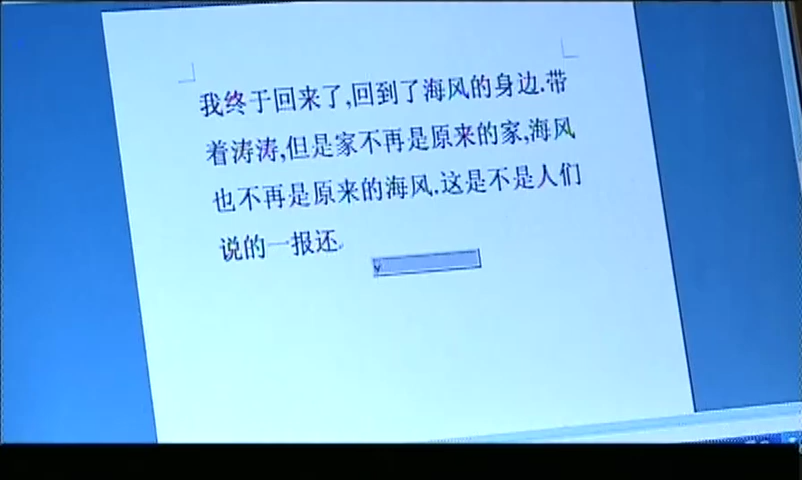 我终于回来了,回到了海风的身边.带
着涛涛,但是家不再是原来的家,海风
也不再是原来的海风.这是不是人们
说的一报还
y